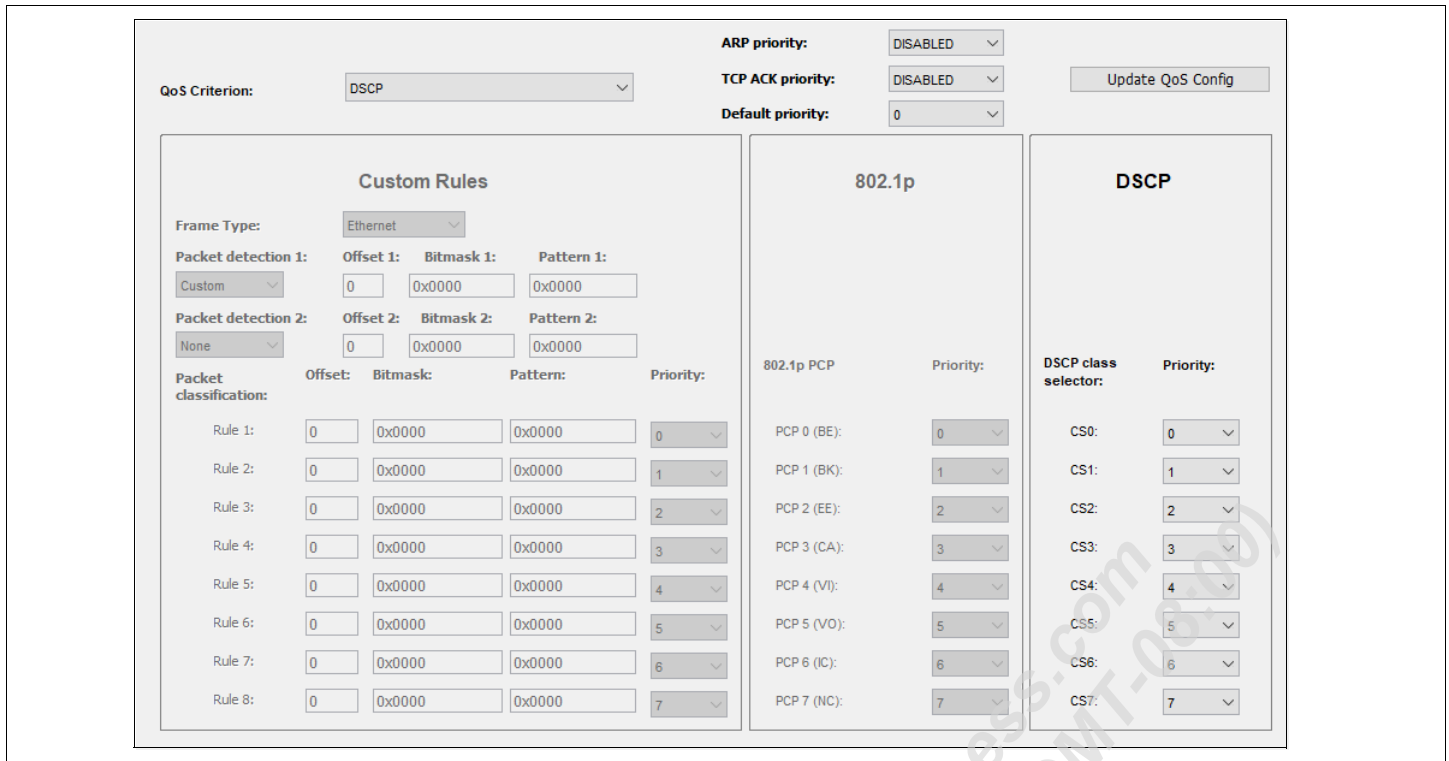 ARP priority: DISABLED
QoS Criterion: DSCP
TCP ACK priority: DISABLED
Update QoS Config
Default priority: 0
Custom Rules
Frame Type: Ethernet
Packet detection 1: Offset 1: Bitmask 1: Pattern 1:
Custom 0 0x0000 0x0000
Packet detection 2: Offset 2: Bitmask 2: Pattern 2:
None 0 0x0000 0x0000
Packet classification: Offset: Bitmask: Pattern: Priority:
Rule 1: 0 0x0000 0x0000 0
Rule 2: 0 0x0000 0x0000 1
Rule 3: 0 0x0000 0x0000 2
Rule 4: 0 0x0000 0x0000 3
Rule 5: 0 0x0000 0x0000 4
Rule 6: 0 0x0000 0x0000 5
Rule 7: 0 0x0000 0x0000 6
Rule 8: 0 0x0000 0x0000 7
802.1p
802.1p PCP Priority:
PCP 0 (BE): 0
PCP 1 (BK): 1
PCP 2 (EE): 2
PCP 3 (CA): 3
PCP 4 (VI): 4
PCP 5 (VO): 5
PCP 6 (IC): 6
PCP 7 (NC): 7
DSCP
DSCP class selector: Priority:
CS0: 0
CS1: 1
CS2: 2
CS3: 3
CS4: 4
CS5: 5
CS6: 6
CS7: 7
ess.com
MT-08:00)